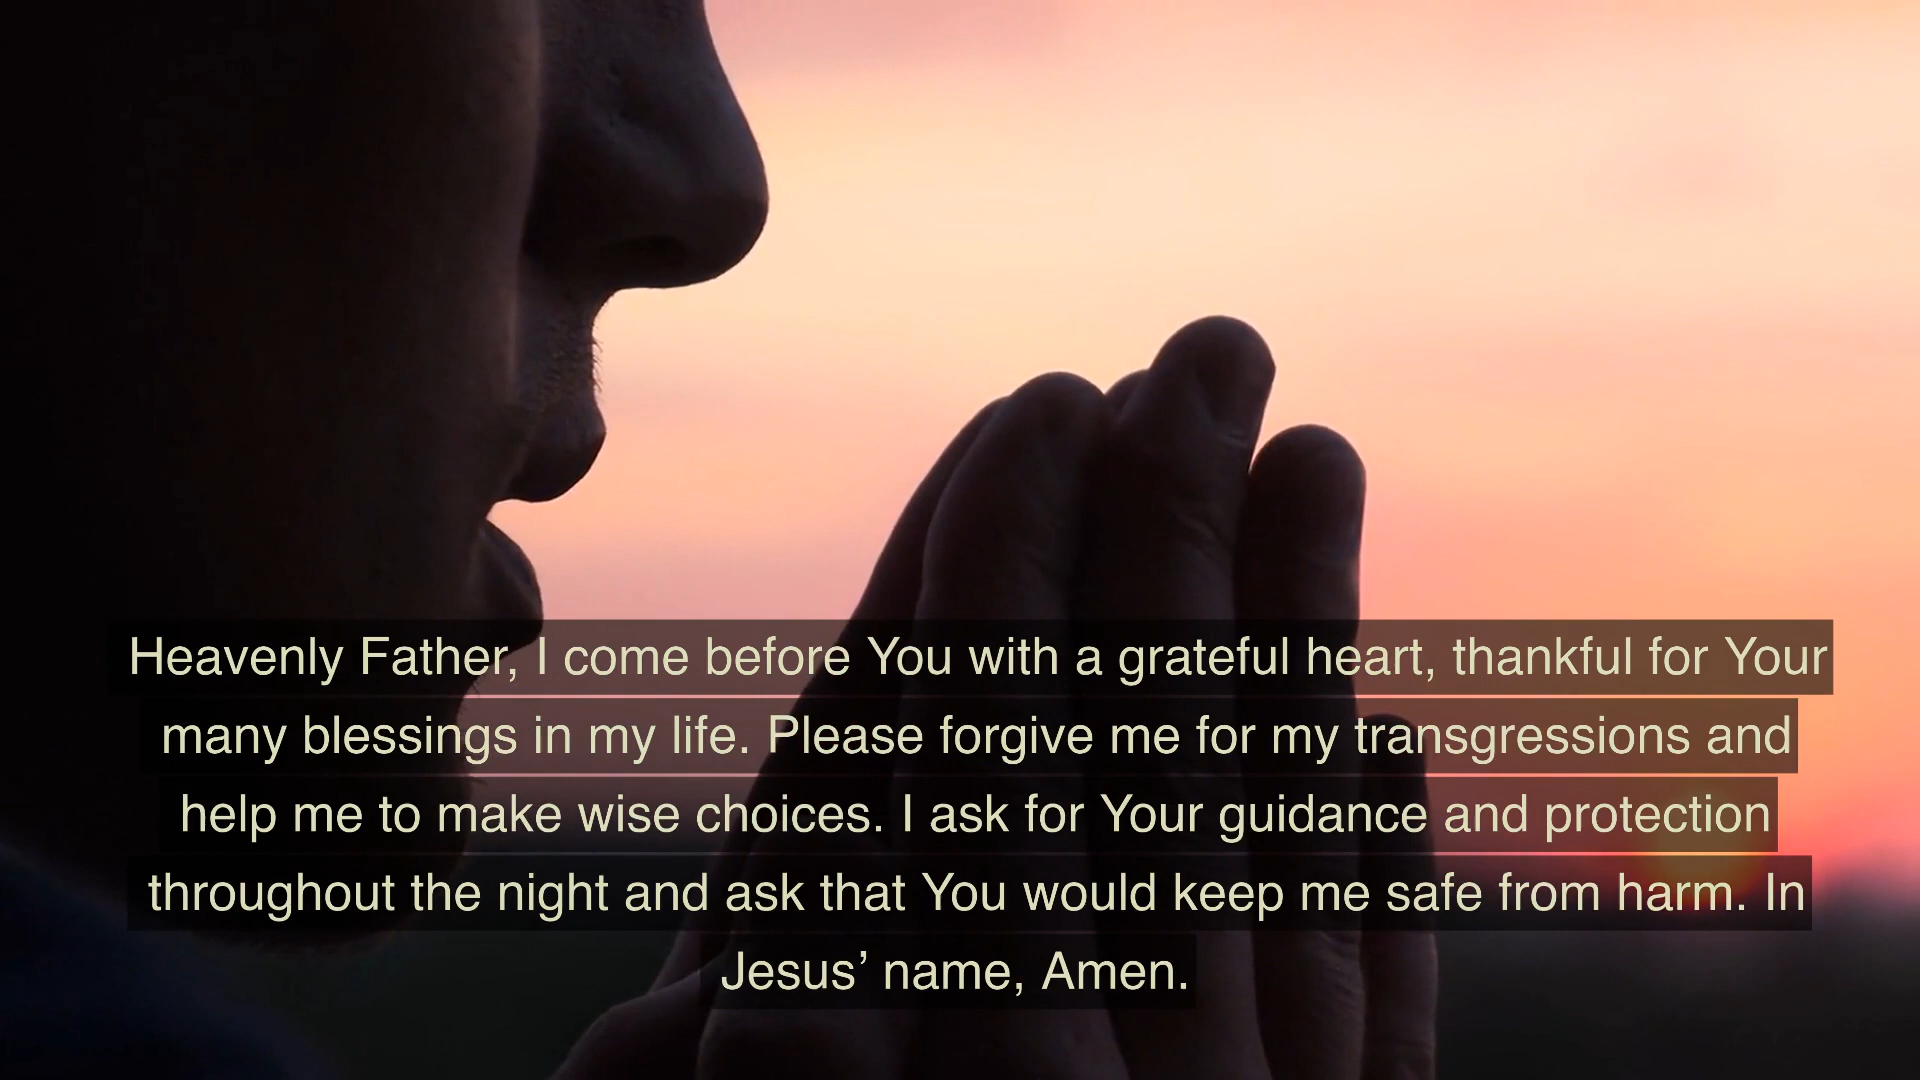 Heavenly Father, I come before You with a grateful heart, thankful for Your
many blessings in my life. Please forgive me for my transgressions and
help me to make wise choices. I ask for Your guidance and protection
throughout the night and ask that You would keep me safe from harm. In
Jesus’ name, Amen.